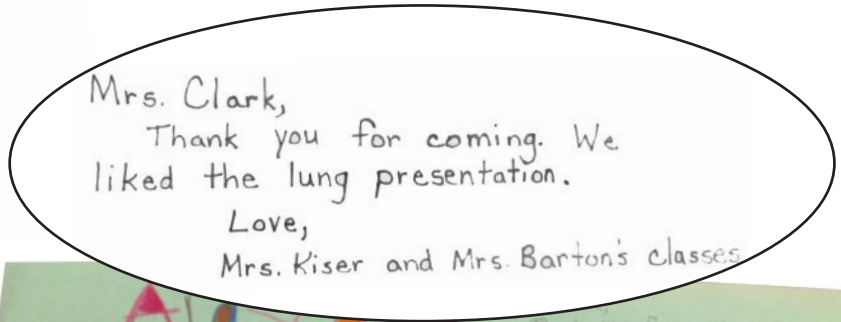 Mrs. Clark,
Thank you for coming. We
liked the lung presentation.
Love,
Mrs. Kiser and Mrs. Barton's classes